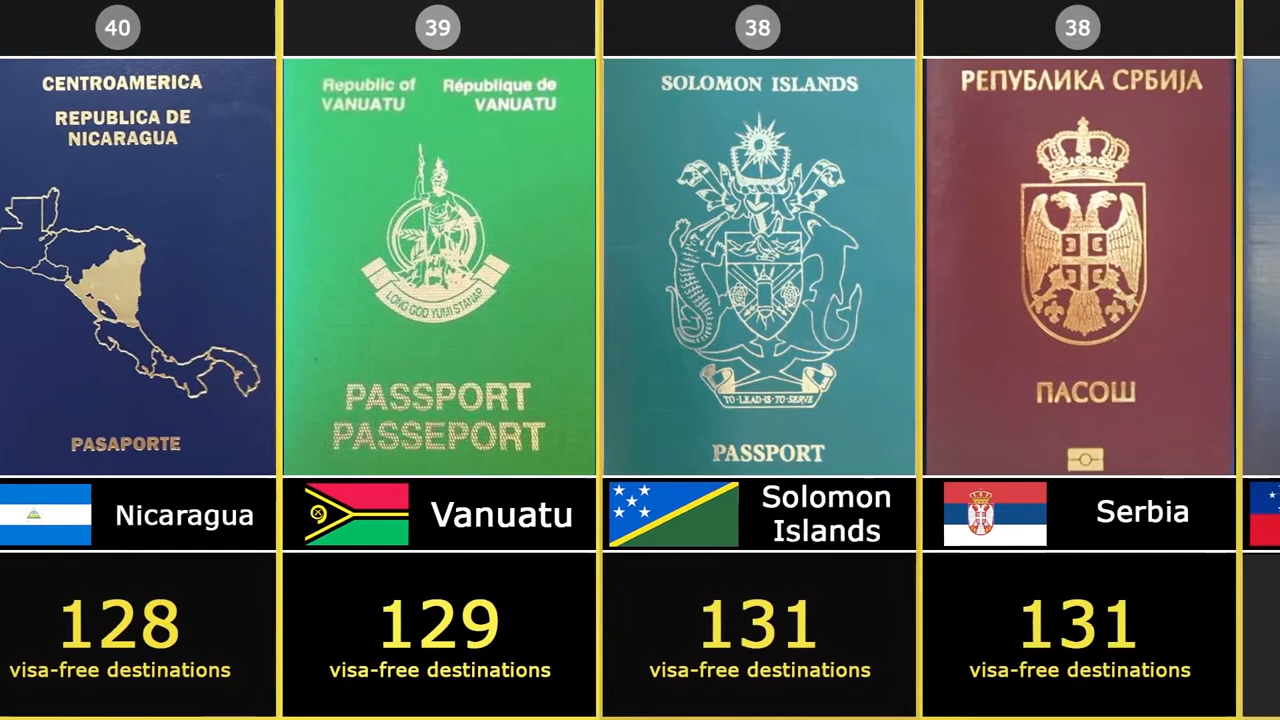 40
CENTROAMERICA
REPUBLICA DE
NICARAGUA
PASAPORTE
Nicaragua
128
visa-free destinations
39
Republic of
VANUATU
République de
VANUATU
LONG GOD YUMI STANAP
PASSPORT
PASSEPORT
Vanuatu
129
visa-free destinations
38
SOLOMON ISLANDS
TO·LEAD·IS·TO·SERVE
PASSPORT
Solomon
Islands
131
visa-free destinations
38
РЕПУБЛИКА СРБИЈА
ПАСОШ
Serbia
131
visa-free destinations